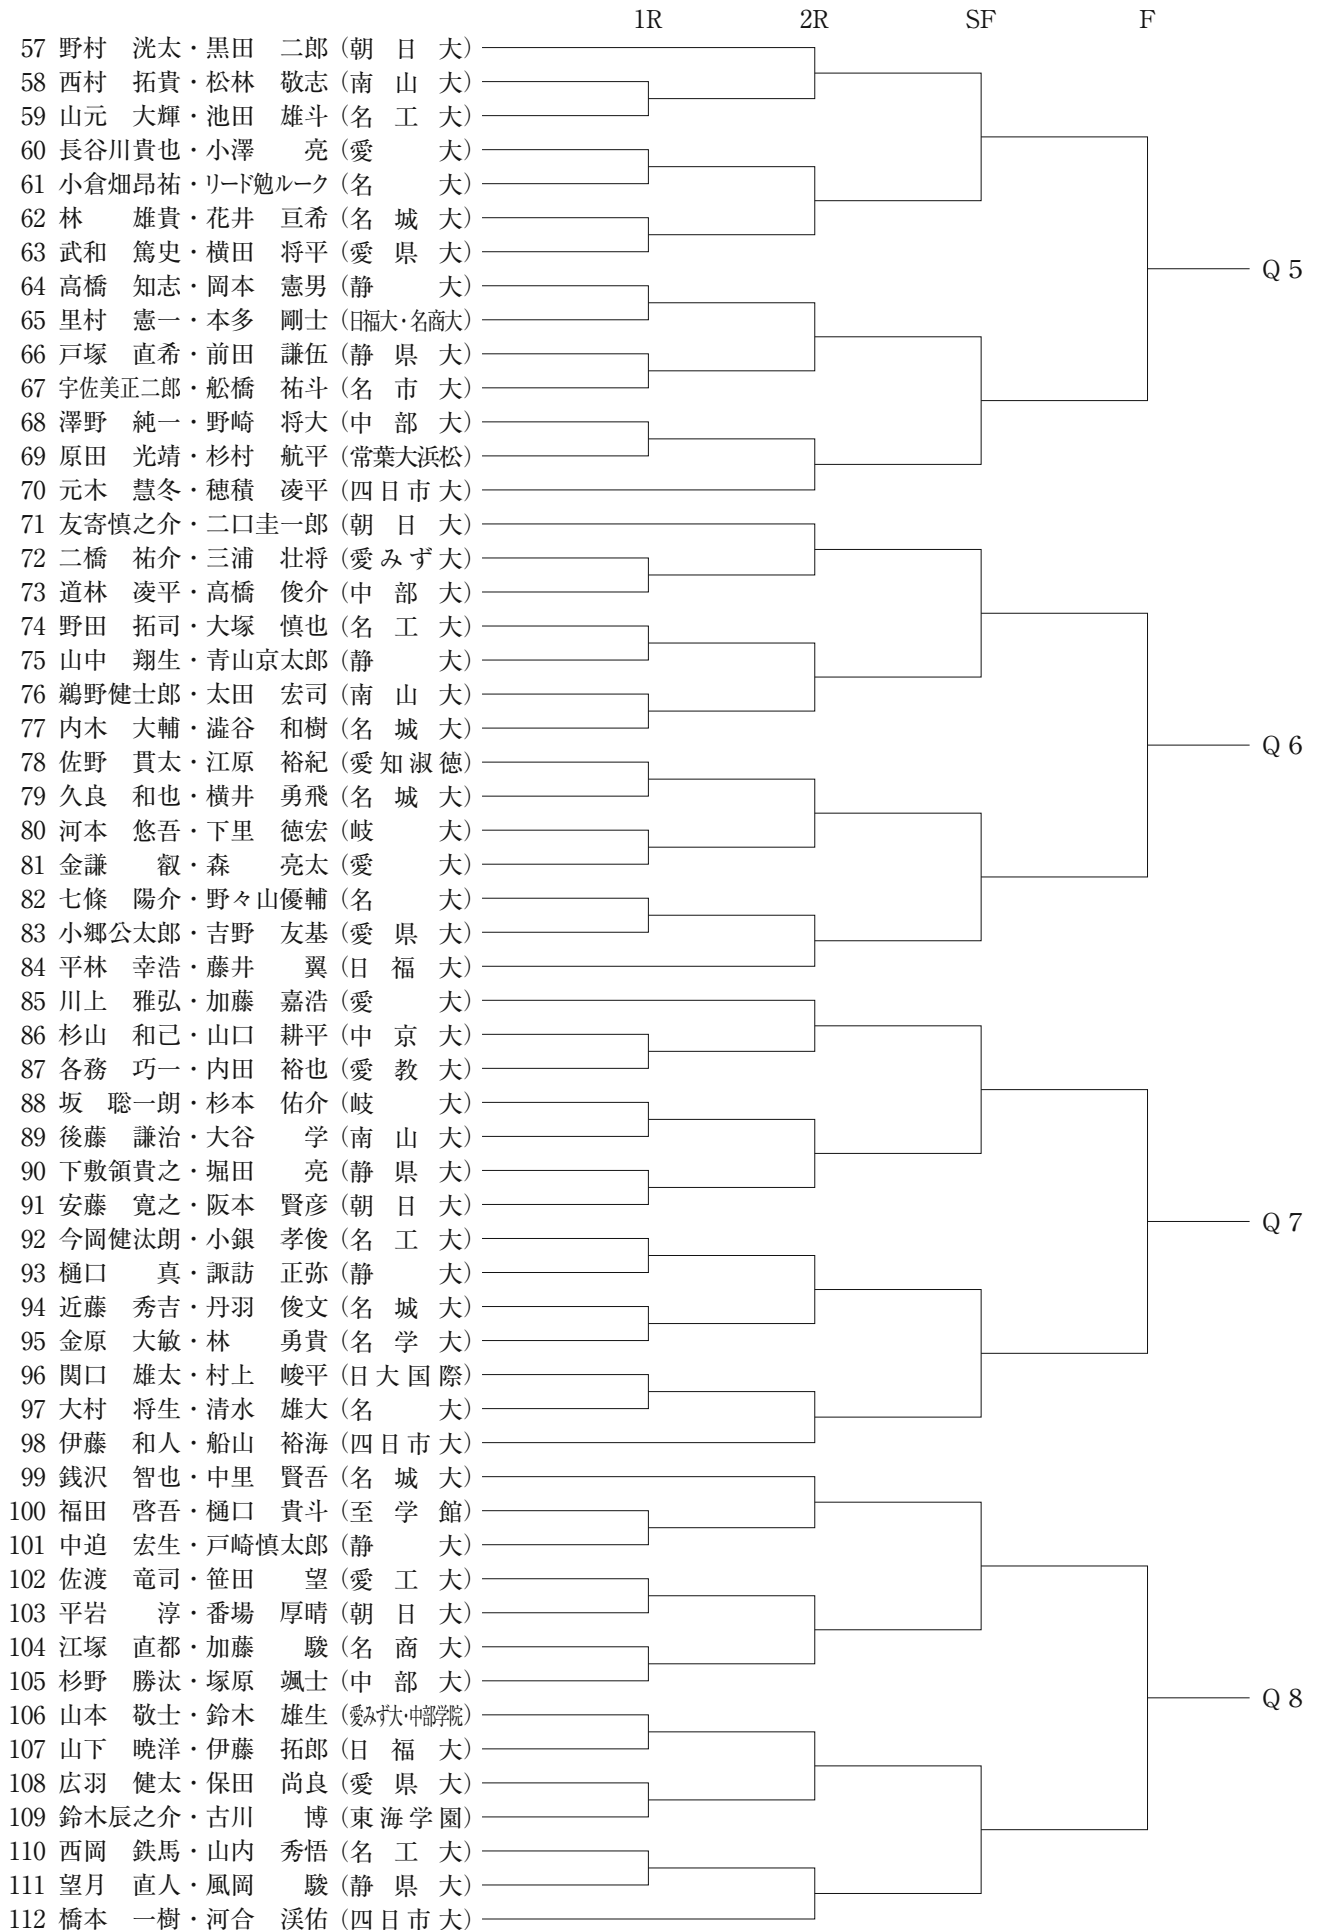 1R 2R SF F
57 野村 洸太・黒田 二郎（朝日大）
58 西村 拓貴・松林 敬志（南山大）
59 山元 大輝・池田 雄斗（名工大）
60 長谷川貴也・小澤 亮（愛大）
61 小倉畑昂祐・リード勉ルーク（名大）
62 林 雄貴・花井 亘希（名城大）
63 武和 篤史・横田 将平（愛県大）
Q 5
64 高橋 知志・岡本 憲男（静大）
65 里村 憲一・本多 剛士（日福大・名商大）
66 戸塚 直希・前田 謙伍（静県大）
67 宇佐美正二郎・舩橋 祐斗（名市大）
68 澤野 純一・野崎 将大（中部大）
69 原田 光靖・杉村 航平（常葉大浜松）
70 元木 慧冬・穂積 凌平（四日市大）
71 友寄慎之介・二口圭一郎（朝日大）
72 二橋 祐介・三浦 壮将（愛みず大）
73 道林 凌平・高橋 俊介（中部大）
74 野田 拓司・大塚 慎也（名工大）
75 山中 翔生・青山京太郎（静大）
76 鵜野健士郎・太田 宏司（南山大）
77 内木 大輔・澁谷 和樹（名城大）
Q 6
78 佐野 貫太・江原 裕紀（愛知淑徳）
79 久良 和也・横井 勇飛（名城大）
80 河本 悠吾・下里 徳宏（岐大）
81 金謙 叡・森 亮太（愛大）
82 七條 陽介・野々山優輔（名大）
83 小郷公太郎・吉野 友基（愛県大）
84 平林 幸浩・藤井 翼（日福大）
85 川上 雅弘・加藤 嘉浩（愛大）
86 杉山 和己・山口 耕平（中京大）
87 各務 巧一・内田 裕也（愛教大）
88 坂 聡一朗・杉本 佑介（岐大）
89 後藤 謙治・大谷 学（南山大）
90 下敷領貴之・堀田 亮（静県大）
91 安藤 寛之・阪本 賢彦（朝日大）
Q 7
92 今岡健汰朗・小銀 孝俊（名工大）
93 樋口 真・諏訪 正弥（静大）
94 近藤 秀吉・丹羽 俊文（名城大）
95 金原 大敏・林 勇貴（名学大）
96 関口 雄太・村上 峻平（日大国際）
97 大村 将生・清水 雄大（名大）
98 伊藤 和人・船山 裕海（四日市大）
99 銭沢 智也・中里 賢吾（名城大）
100 福田 啓吾・樋口 貴斗（至学館）
101 中迫 宏生・戸崎慎太郎（静大）
102 佐渡 竜司・笹田 望（愛工大）
103 平岩 淳・番場 厚晴（朝日大）
104 江塚 直都・加藤 駿（名商大）
105 杉野 勝汰・塚原 颯士（中部大）
Q 8
106 山本 敬士・鈴木 雄生（愛みず大・中部学院）
107 山下 暁洋・伊藤 拓郎（日福大）
108 広羽 健太・保田 尚良（愛県大）
109 鈴木辰之介・古川 博（東海学園）
110 西岡 鉄馬・山内 秀悟（名工大）
111 望月 直人・風岡 駿（静県大）
112 橋本 一樹・河合 渓佑（四日市大）